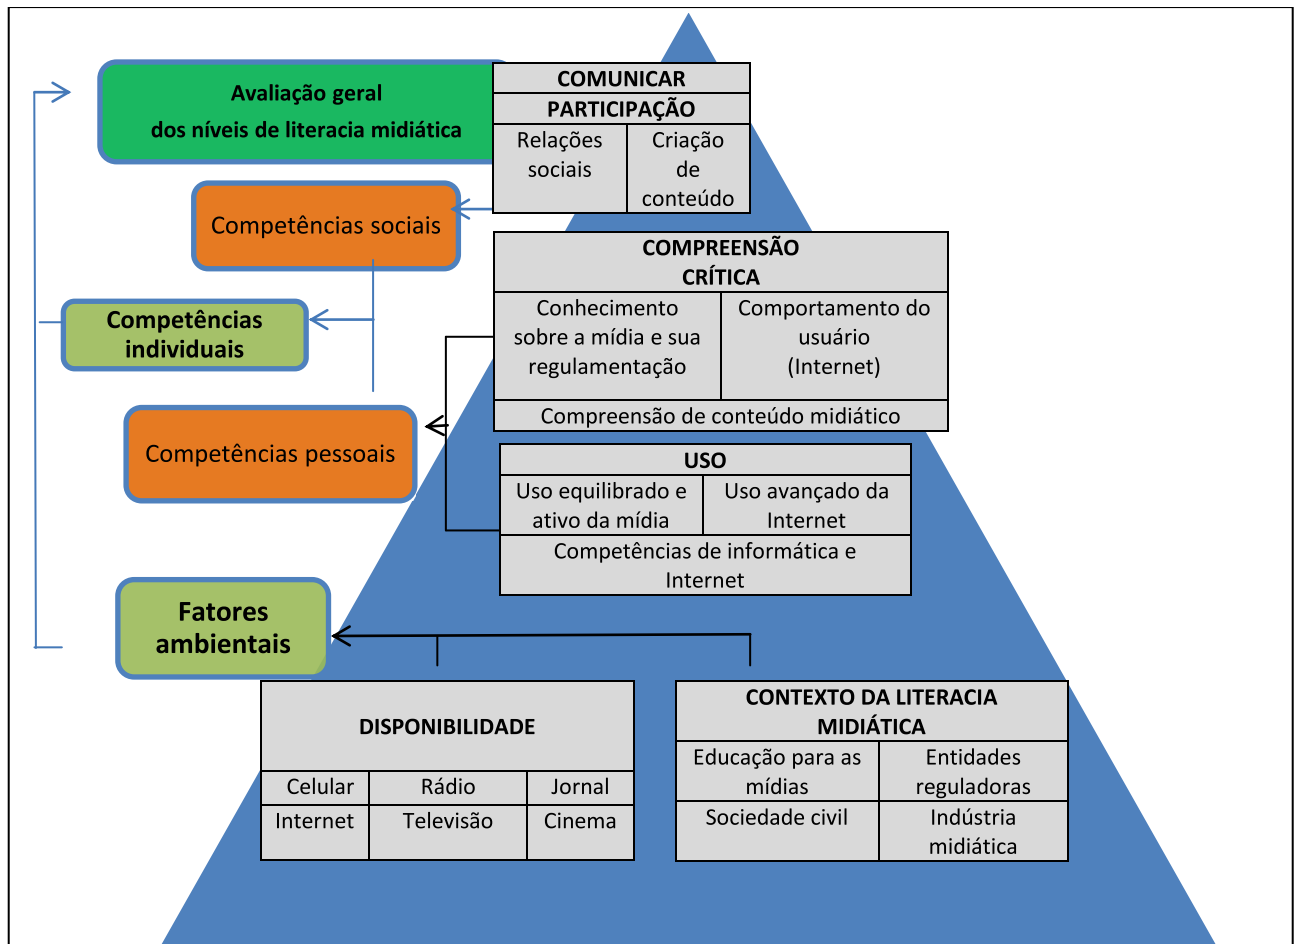 Avaliação geral
dos níveis de literacia midiática
COMUNICAR
PARTICIPAÇÃO
Relações
sociais
Criação
de
conteúdo
Competências sociais
COMPREENSÃO
CRÍTICA
Conhecimento
sobre a mídia e sua
regulamentação
Comportamento do
usuário
(Internet)
Compreensão de conteúdo midiático
Competências
individuais
Competências pessoais
USO
Uso equilibrado e
ativo da mídia
Uso avançado da
Internet
Competências de informática e
Internet
Fatores
ambientais
DISPONIBILIDADE
Celular
Rádio
Jornal
Internet
Televisão
Cinema
CONTEXTO DA LITERACIA
MIDIÁTICA
Educação para as
mídias
Entidades
reguladoras
Sociedade civil
Indústria
midiática